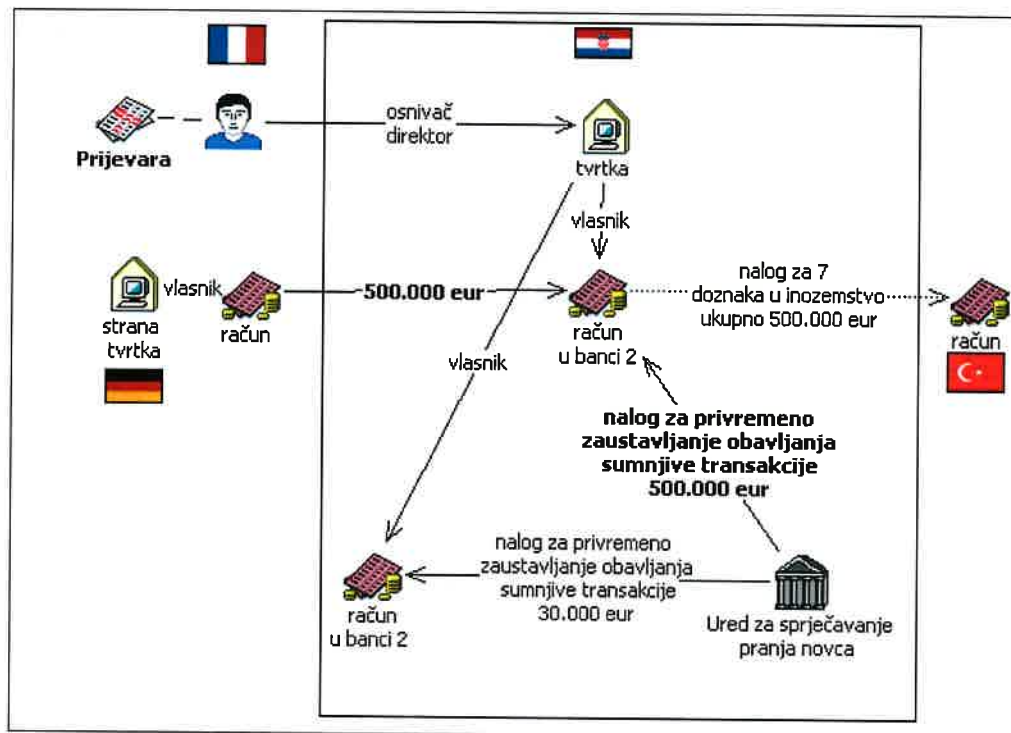 osnivač
direktor
Prijevara
tvrtka
vlasnik
vlasnik
500.000 eur
nalog za 7
doznaka u inozemstvo
ukupno 500.000 eur
strana
tvrtka
račun
račun
u banci 2
račun
vlasnik
nalog za privremeno
zaustavljanje obavljanja
sumnjive transakcije
500.000 eur
nalog za privremeno
zaustavljanje obavljanja
sumnjive transakcije
30.000 eur
račun
u banci 2
Ured za sprječavanje
pranja novca